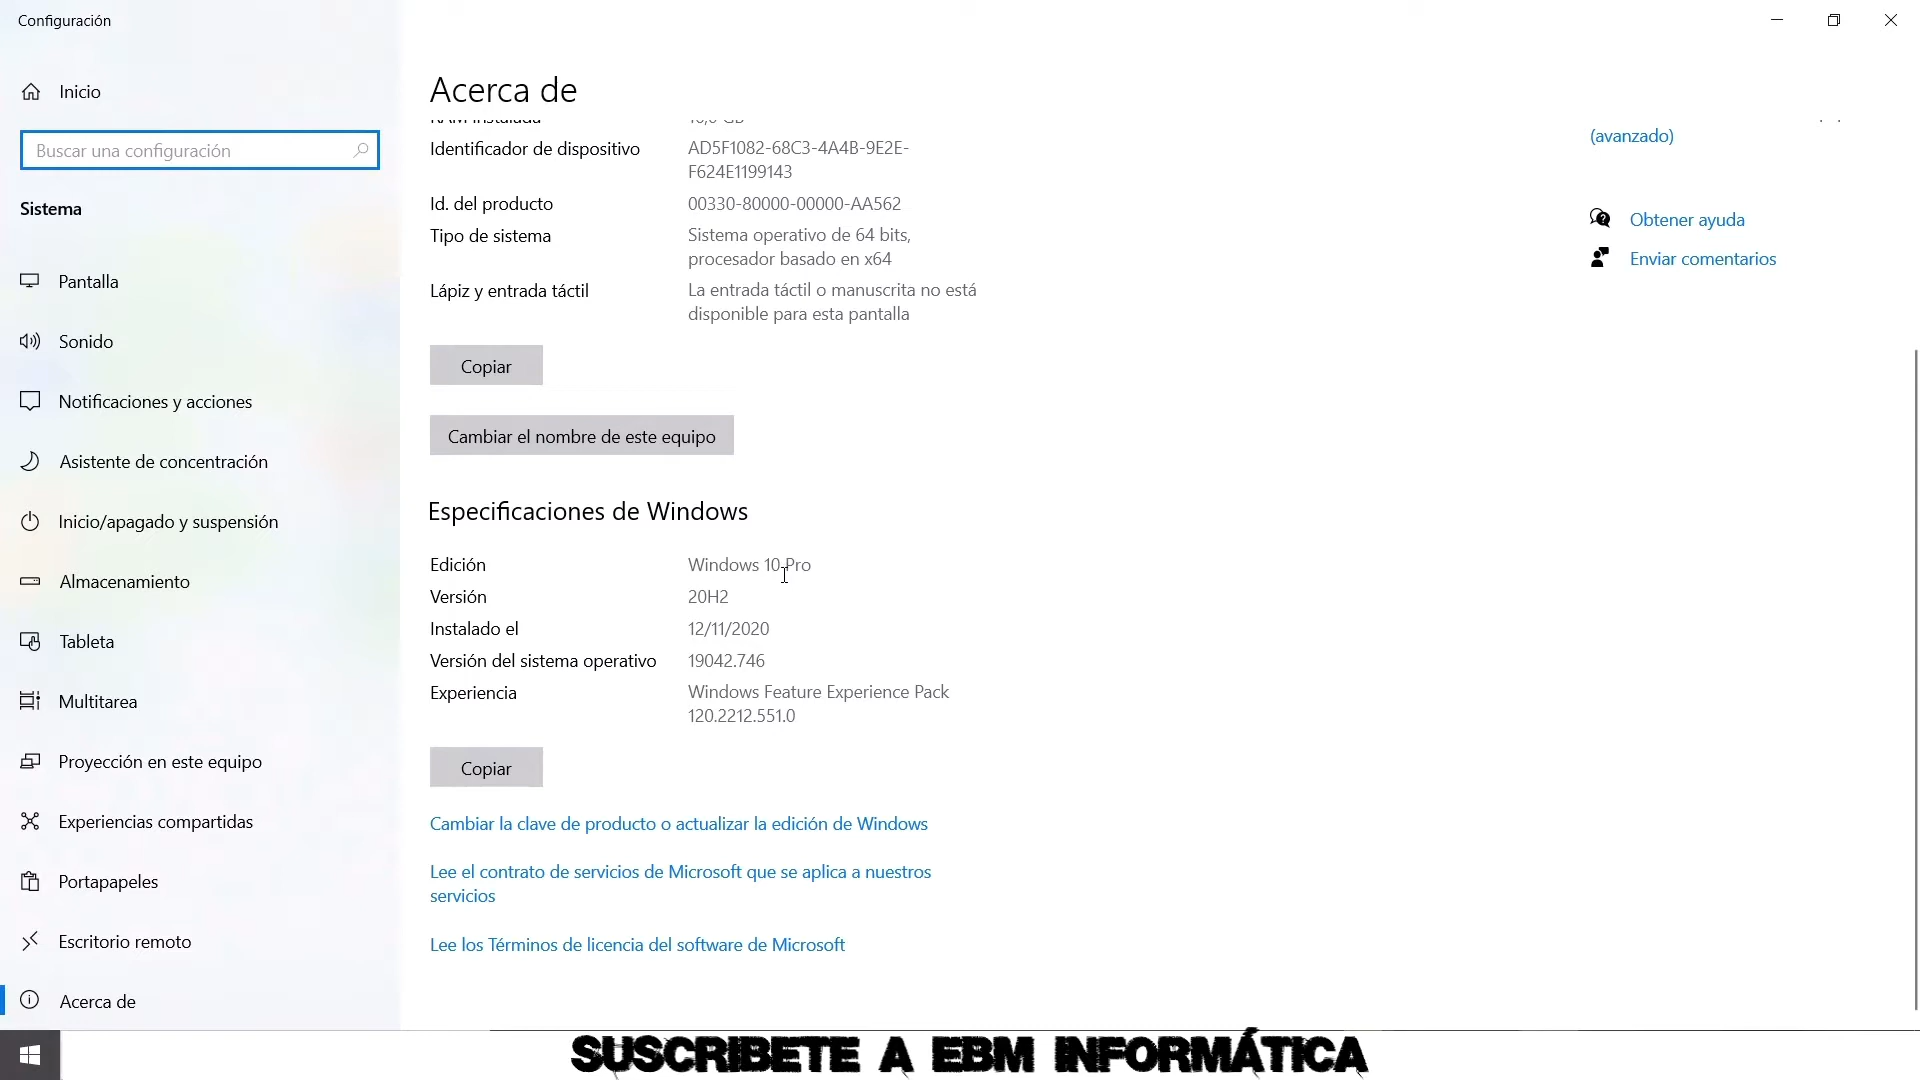 Configuración
Inicio
Buscar una configuración
Sistema
Pantalla
Sonido
Notificaciones y acciones
Asistente de concentración
Inicio/apagado y suspensión
Almacenamiento
Tableta
Multitarea
Proyección en este equipo
Experiencias compartidas
Portapapeles
Escritorio remoto
Acerca de
Acerca de
Identificador de dispositivo AD5F1082-68C3-4A4B-9E2E-
F624E1199143
Id. del producto 00330-80000-00000-AA562
Tipo de sistema Sistema operativo de 64 bits,
procesador basado en x64
Lápiz y entrada táctil La entrada táctil o manuscrita no está
disponible para esta pantalla
Copiar
Cambiar el nombre de este equipo
Especificaciones de Windows
Edición Windows 10 Pro
Versión 20H2
Instalado el 12/11/2020
Versión del sistema operativo 19042.746
Experiencia Windows Feature Experience Pack
120.2212.551.0
Copiar
Cambiar la clave de producto o actualizar la edición de Windows
Lee el contrato de servicios de Microsoft que se aplica a nuestros
servicios
Lee los Términos de licencia del software de Microsoft
(avanzado)
Obtener ayuda
Enviar comentarios
SUSCRIBETE A EBM INFORMÁTICA